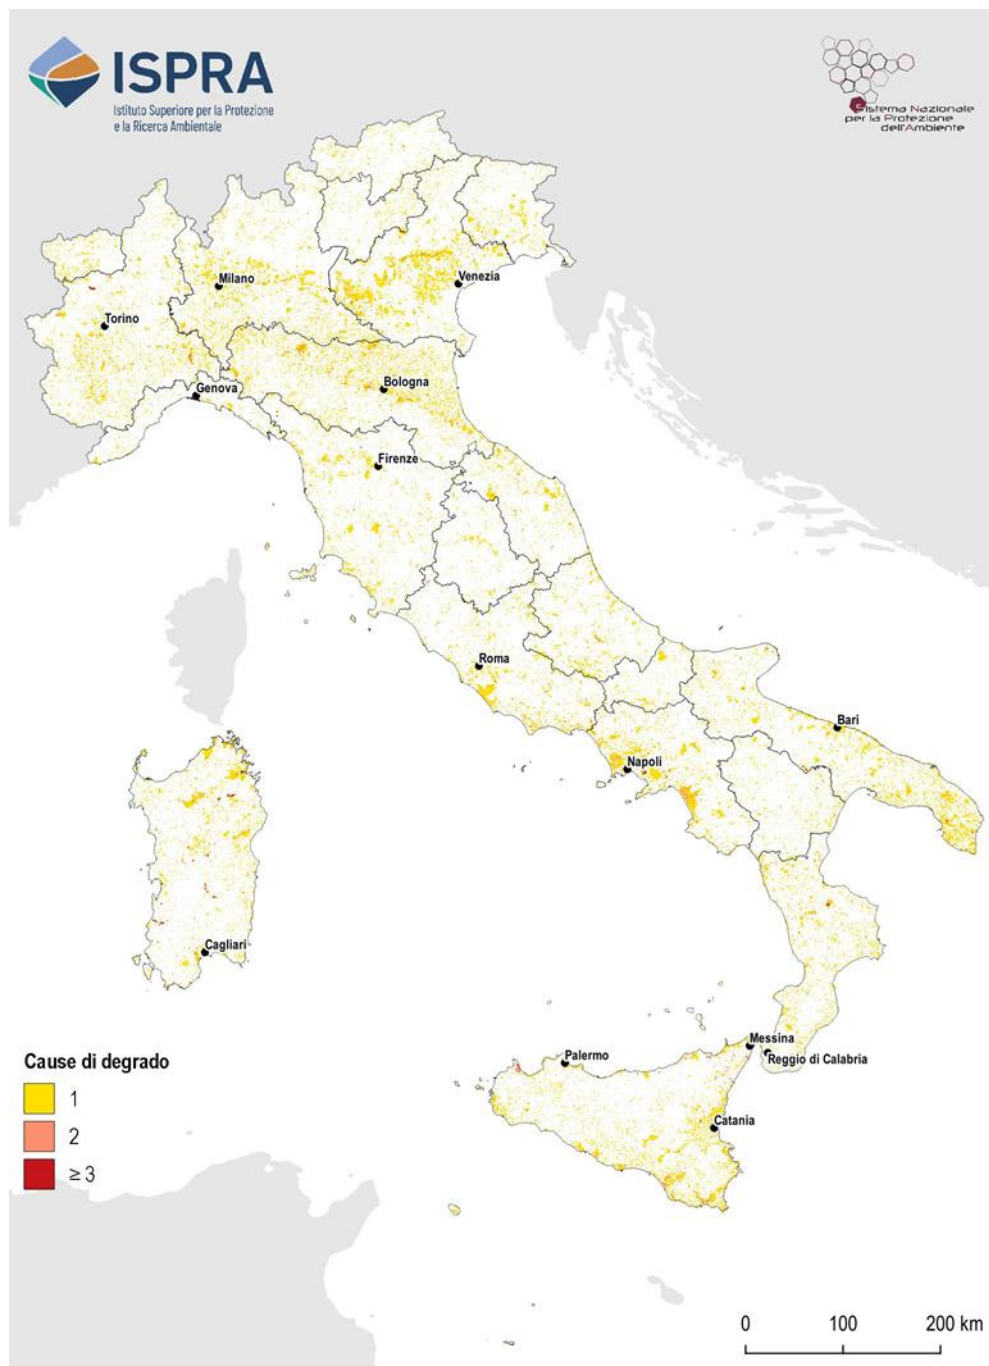 ISPRA
Istituto Superiore per la Protezione
e la Ricerca Ambientale
Sistema Nazionale
per la Protezione
dell'Ambiente
Milano
Venezia
Torino
Bologna
Genova
Firenze
Roma
Bari
Napoli
Cagliari
Messina
Reggio di Calabria
Palermo
Catania
Cause di degrado
1
2
≥ 3
0 100 200 km